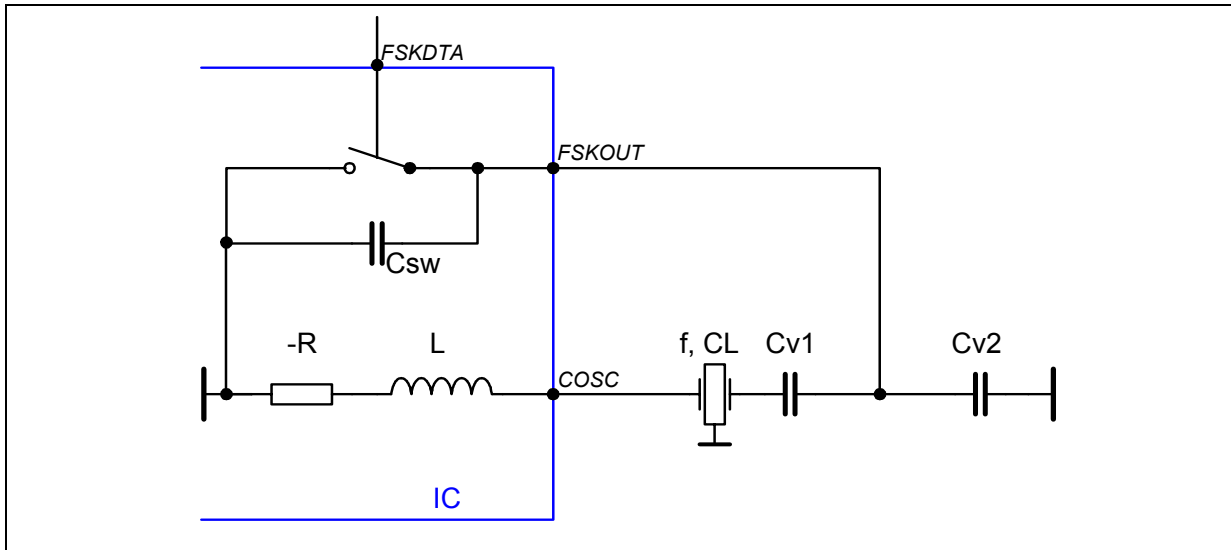 FSKDTA
FSKOUT
Csw
-R L f, CL Cv1 Cv2
COSC
IC